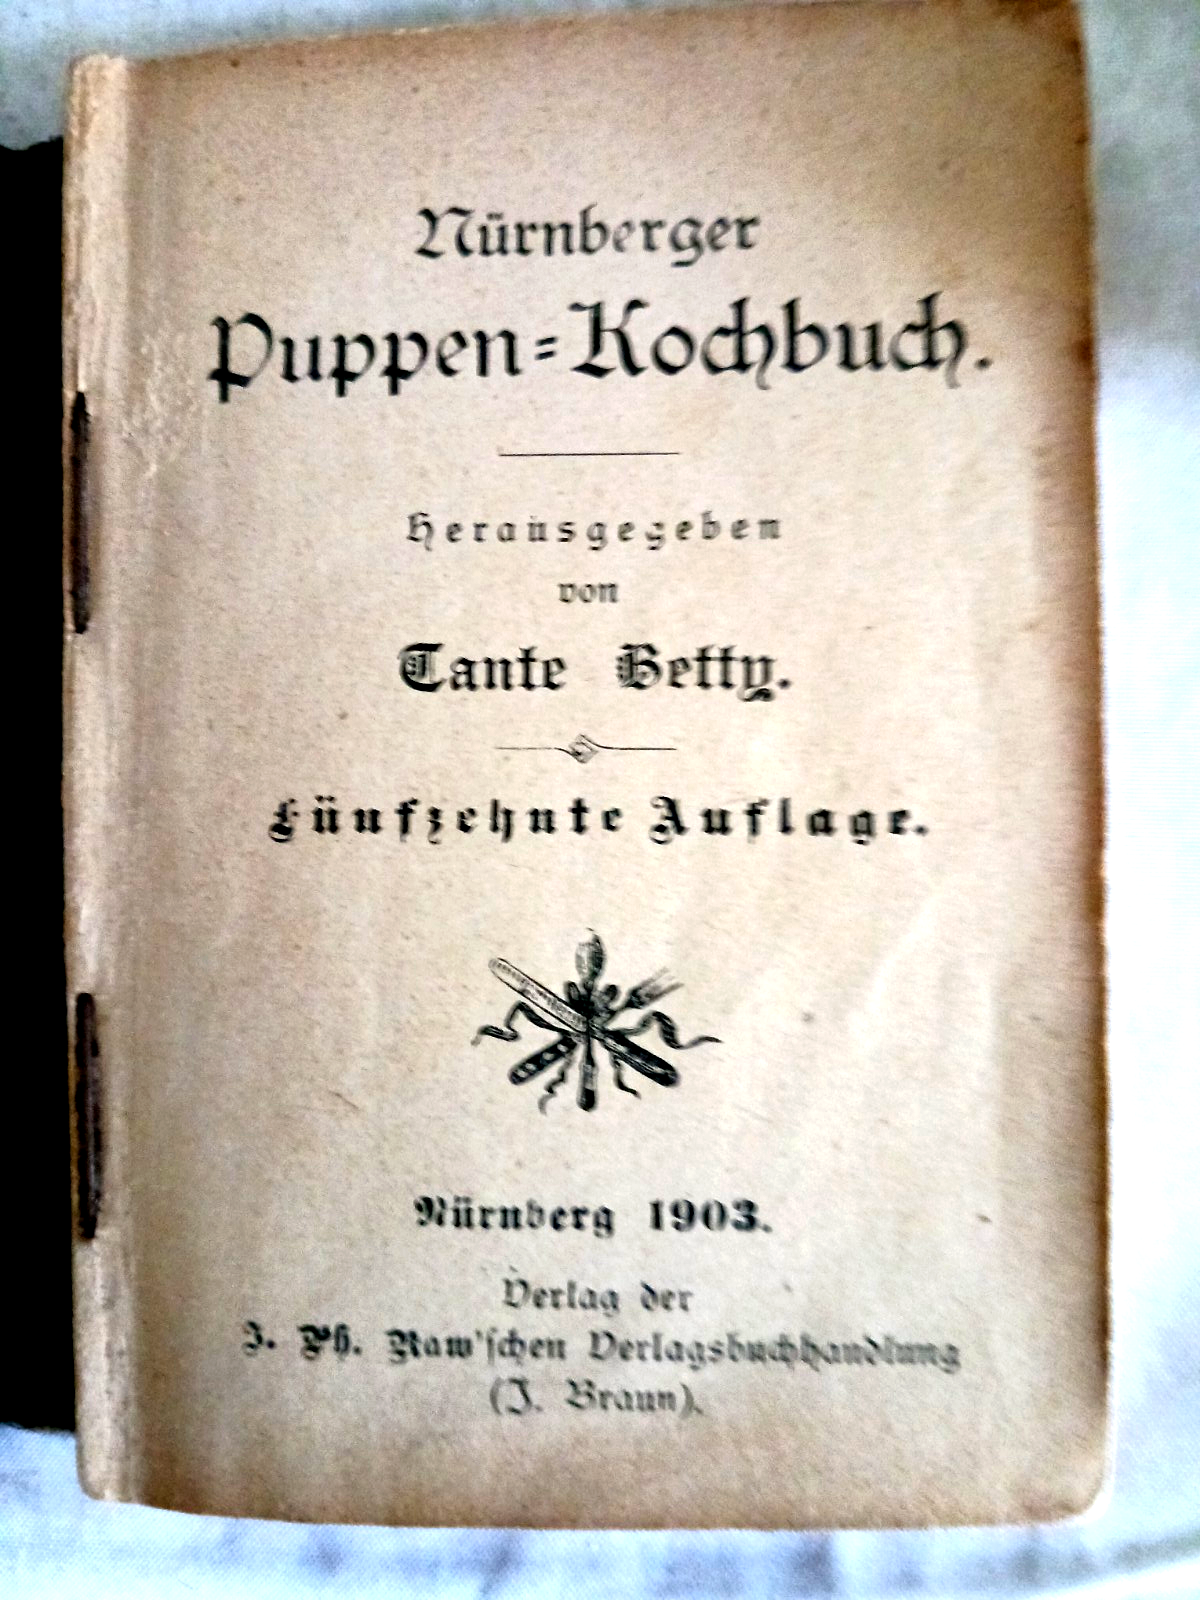 Nürnberger
Puppen=Kochbuch.
Herausgegeben
von
Tante Betty.
Fünfzehnte Auflage.
Nürnberg 1903.
Verlag der
J. Ph. Raw'schen Verlagsbuchhandlung
(J. Braun).